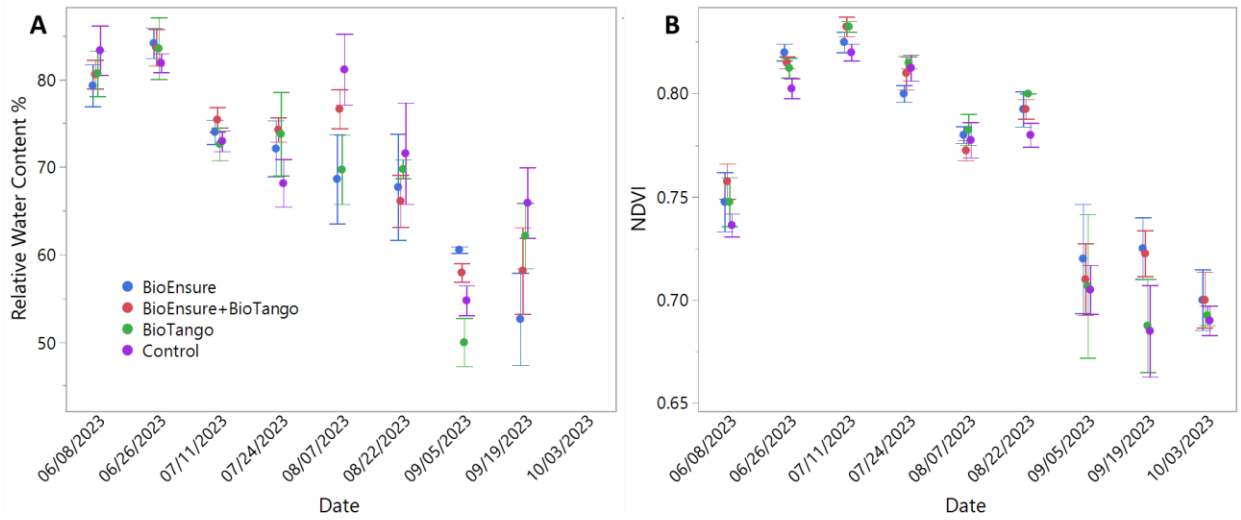 A
Relative Water Content %
80
70
60
50
BioEnsure
BioEnsure+BioTango
BioTango
Control
06/08/2023
06/26/2023
07/11/2023
07/24/2023
08/07/2023
08/22/2023
09/05/2023
09/19/2023
10/03/2023
Date
B
NDVI
0.80
0.75
0.70
0.65
06/08/2023
06/26/2023
07/11/2023
07/24/2023
08/07/2023
08/22/2023
09/05/2023
09/19/2023
10/03/2023
Date